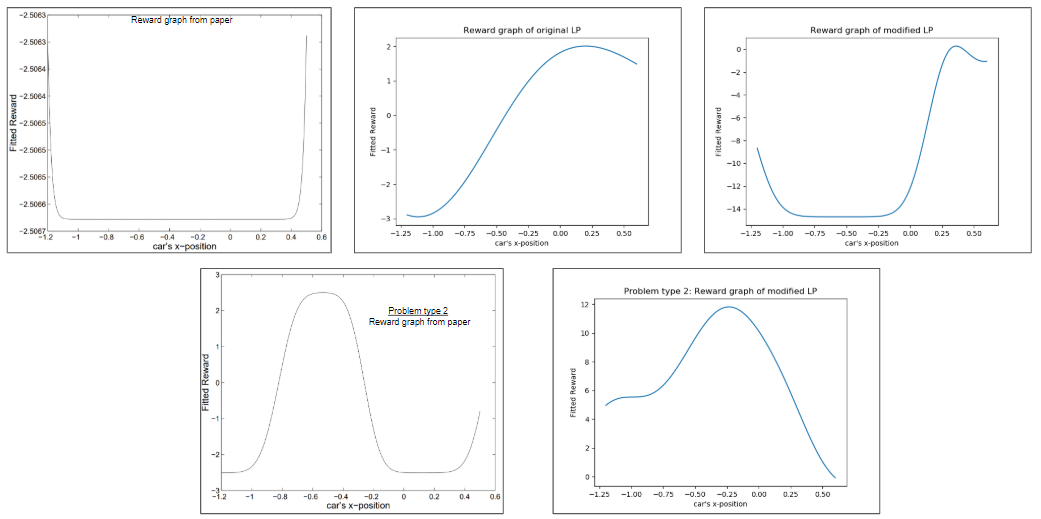 Reward graph from paper
-2.5063
-2.5063
-2.5064
-2.5064
-2.5065
-2.5065
-2.5066
-2.5066
-2.5067
Fitted Reward
-1.2 -1 -0.8 -0.6 -0.4 -0.2 0 0.2 0.4 0.6
car's x-position
Reward graph of original LP
2
1
0
-1
-2
-3
Fitted Reward
-1.25 -1.00 -0.75 -0.50 -0.25 0.00 0.25 0.50
car's x-position
Reward graph of modified LP
0
-2
-4
-6
-8
-10
-12
-14
Fitted Reward
-1.25 -1.00 -0.75 -0.50 -0.25 0.00 0.25 0.50
car's x-position
Problem type 2
Reward graph from paper
3
2
1
0
-1
-2
-3
Fitted Reward
-1.2 -1 -0.8 -0.6 -0.4 -0.2 0 0.2 0.4 0.6
car's x-position
Problem type 2: Reward graph of modified LP
12
10
8
6
4
2
0
Fitted Reward
-1.25 -1.00 -0.75 -0.50 -0.25 0.00 0.25 0.50
car's x-position